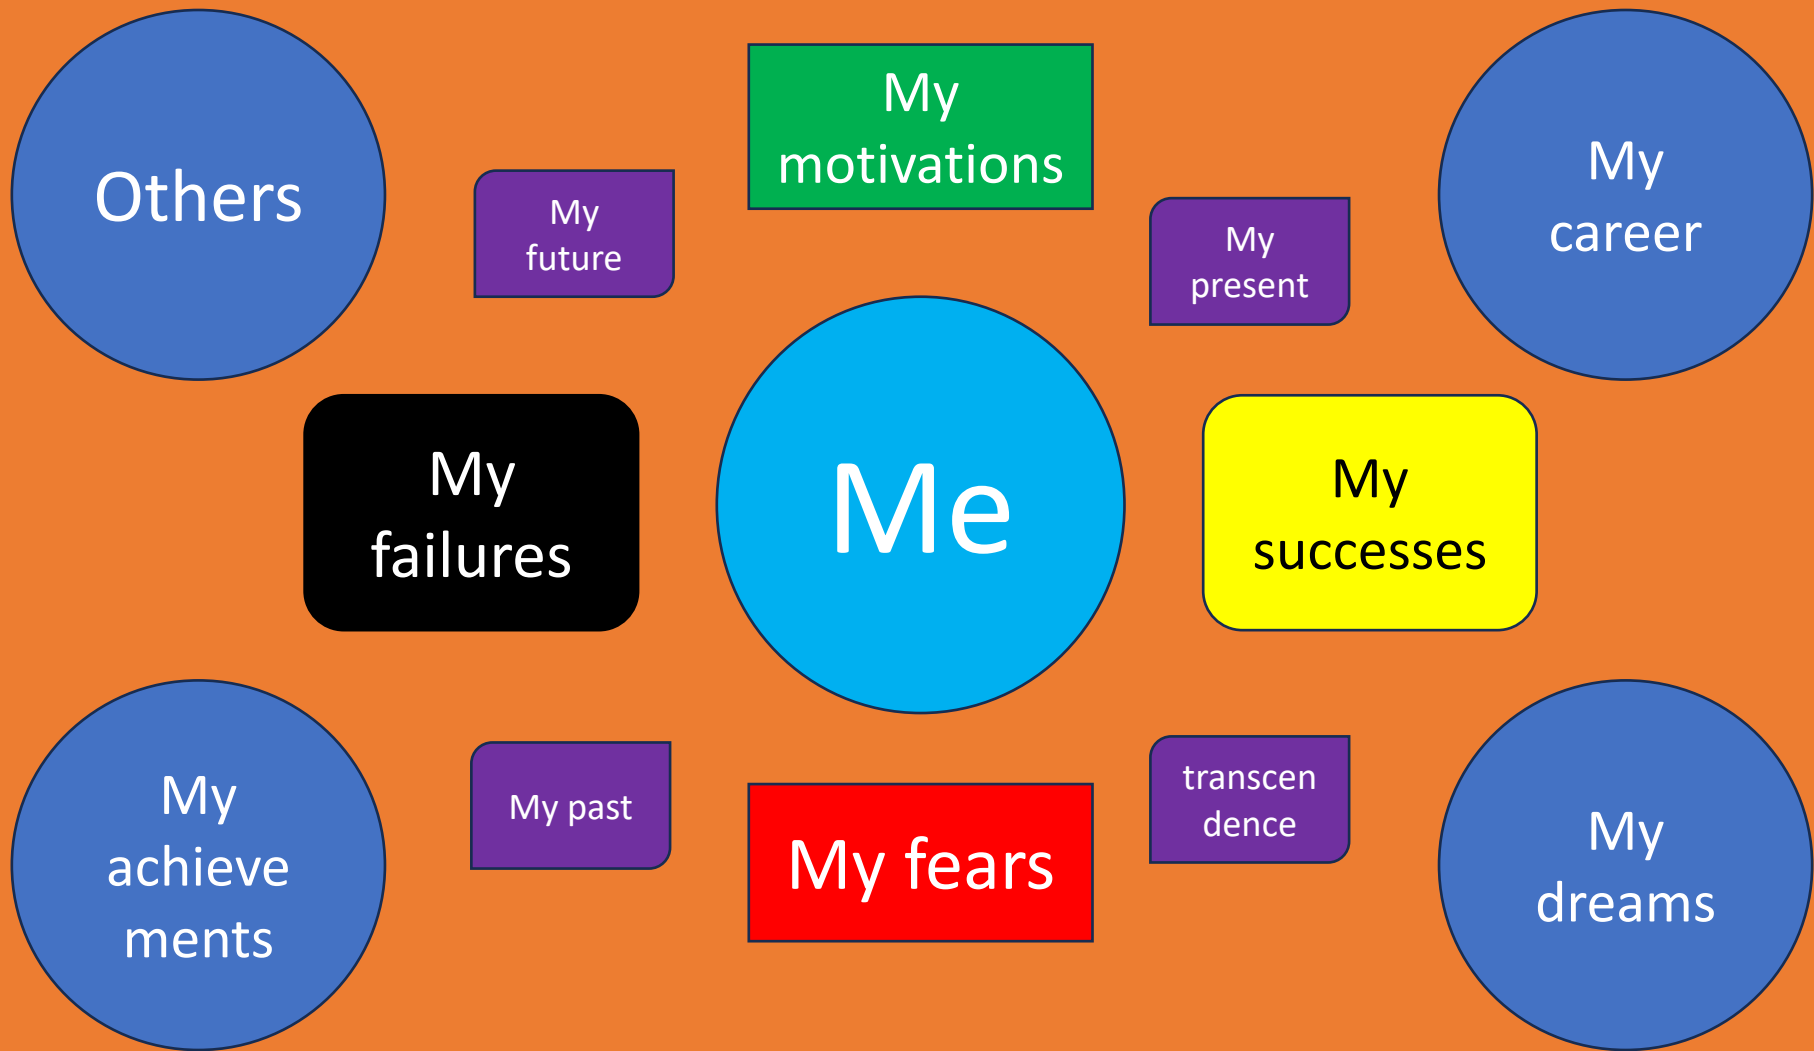 Others
My
future
My
motivations
My
present
My
career
My
failures
Me
My
successes
My
achieve
ments
My past
My fears
transcen
dence
My
dreams